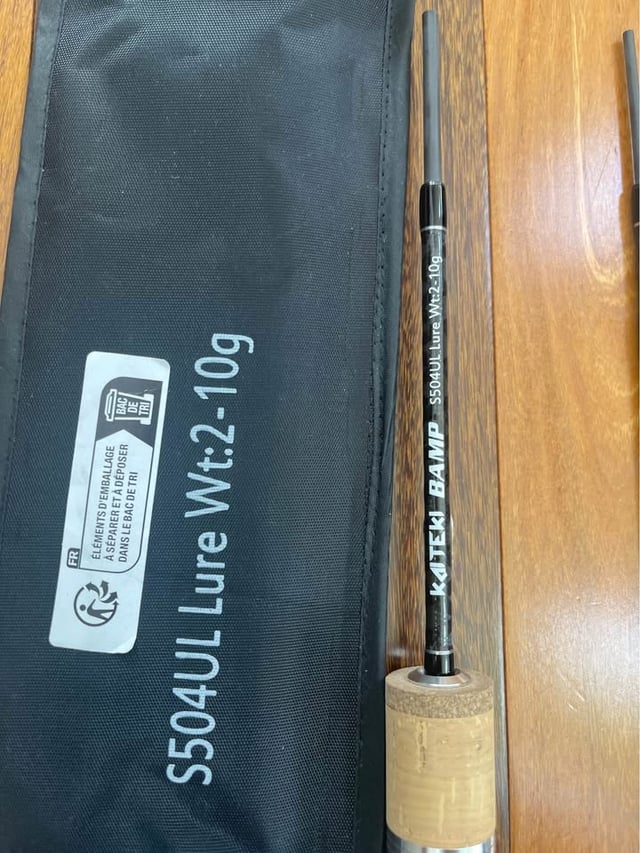 S504UL Lure Wt:2-10g
FR
ÉLÉMENTS D'EMBALLAGE
À SÉPARER ET À DÉPOSER
DANS LE BAC DE TRI
BAC
DE
TRI
KAITEKI BAMP S504UL Lure Wt:2-10g